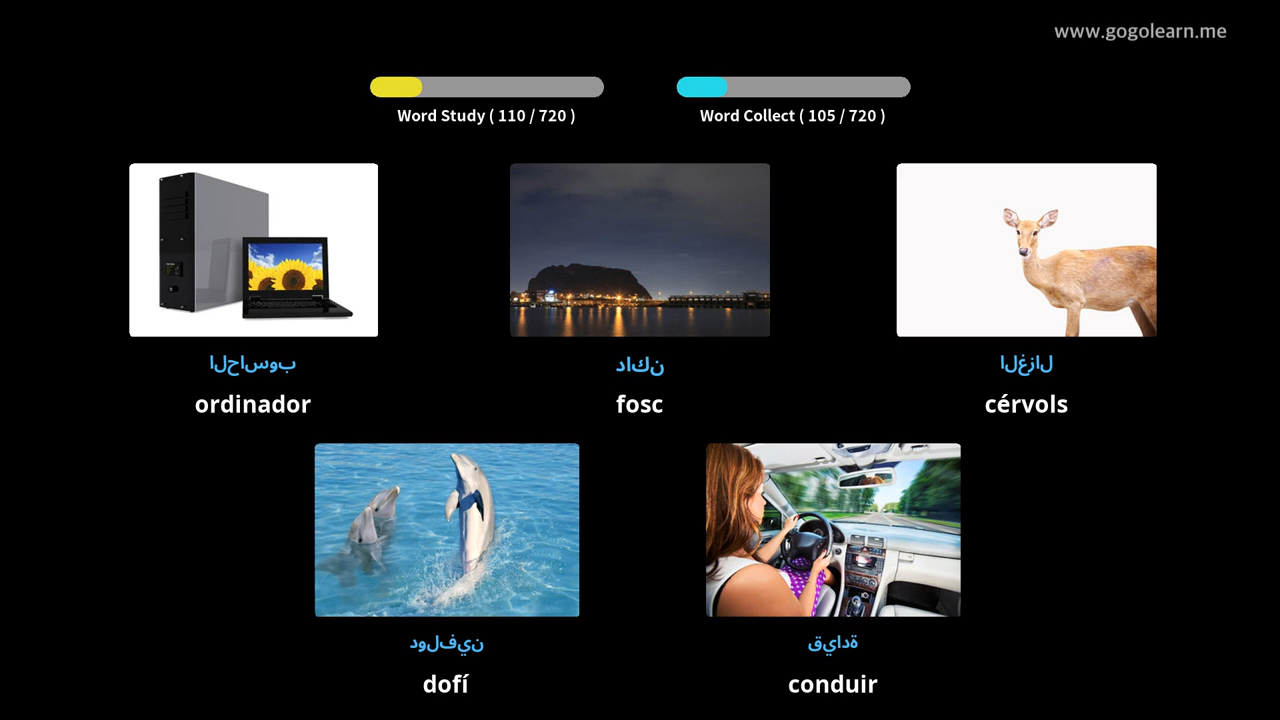 www.gogolearn.me
Word Study ( 110 / 720 )
Word Collect ( 105 / 720 )
الحاسوب
داكن
الغزال
ordinador
fosc
cérvols
دولفين
قيادة
dofí
conduir